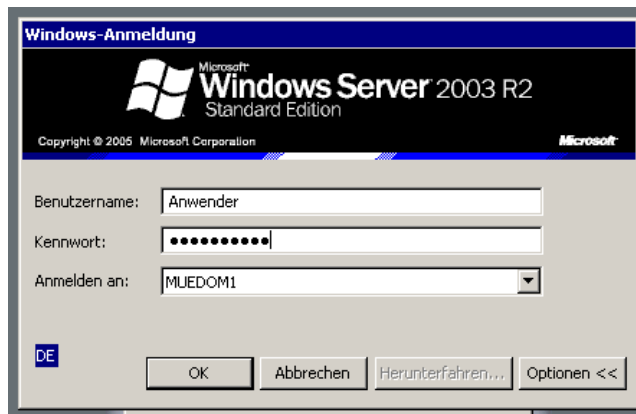 Windows-Anmeldung
Microsoft
Windows Server 2003 R2
Standard Edition
Copyright © 2005 Microsoft Corporation Microsoft
Benutzername: Anwender
Kennwort: ●●●●●●●●●●
Anmelden an: MUEDOM1
DE OK Abbrechen Herunterfahren... Optionen <<